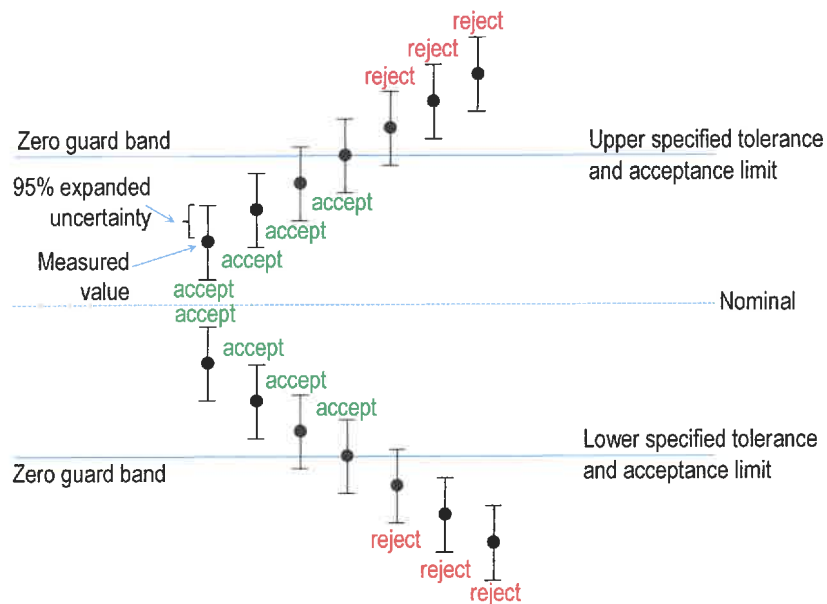 reject
reject
reject
Zero guard band
Upper specified tolerance
and acceptance limit
95% expanded
uncertainty
accept
accept
accept
Measured
value
accept
Nominal
accept
accept
accept
accept
Lower specified tolerance
and acceptance limit
Zero guard band
reject
reject
reject